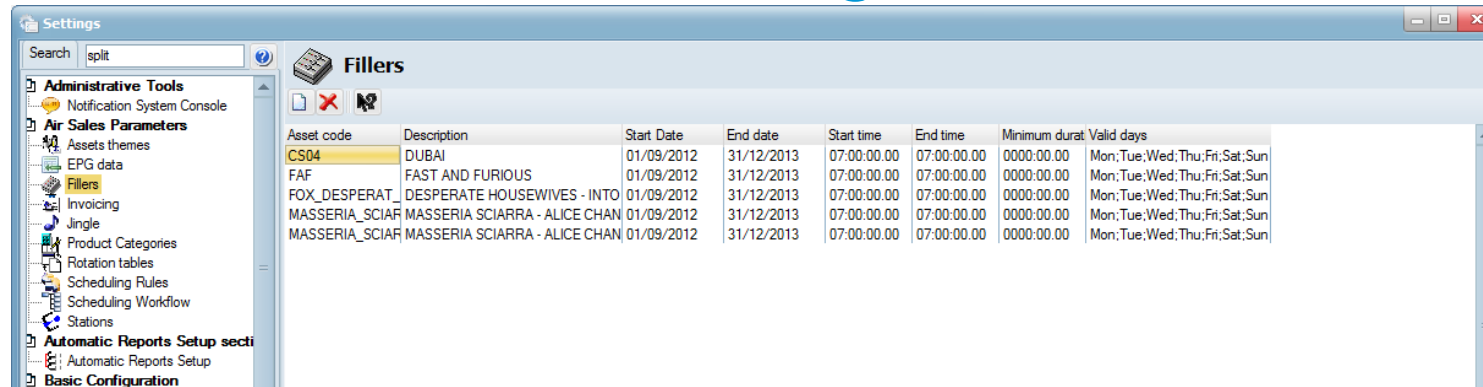 Settings
Search split
Administrative Tools
Notification System Console
Air Sales Parameters
Assets themes
EPG data
Fillers
Invoicing
Jingle
Product Categories
Rotation tables
Scheduling Rules
Scheduling Workflow
Stations
Automatic Reports Setup secti
Automatic Reports Setup
Basic Configuration
Fillers
Asset code Description Start Date End date Start time End time Minimum durat Valid days
CS04 DUBAI 01/09/2012 31/12/2013 07:00:00.00 07:00:00.00 0000:00.00 Mon;Tue;Wed;Thu;Fri;Sat;Sun
FAF FAST AND FURIOUS 01/09/2012 31/12/2013 07:00:00.00 07:00:00.00 0000:00.00 Mon;Tue;Wed;Thu;Fri;Sat;Sun
FOX_DESPERAT_ DESPERATE HOUSEWIVES - INTO 01/09/2012 31/12/2013 07:00:00.00 07:00:00.00 0000:00.00 Mon;Tue;Wed;Thu;Fri;Sat;Sun
MASSERIA_SCIAR MASSERIA SCIARRA - ALICE CHAN 01/09/2012 31/12/2013 07:00:00.00 07:00:00.00 0000:00.00 Mon;Tue;Wed;Thu;Fri;Sat;Sun
MASSERIA_SCIAR MASSERIA SCIARRA - ALICE CHAN 01/09/2012 31/12/2013 07:00:00.00 07:00:00.00 0000:00.00 Mon;Tue;Wed;Thu;Fri;Sat;Sun